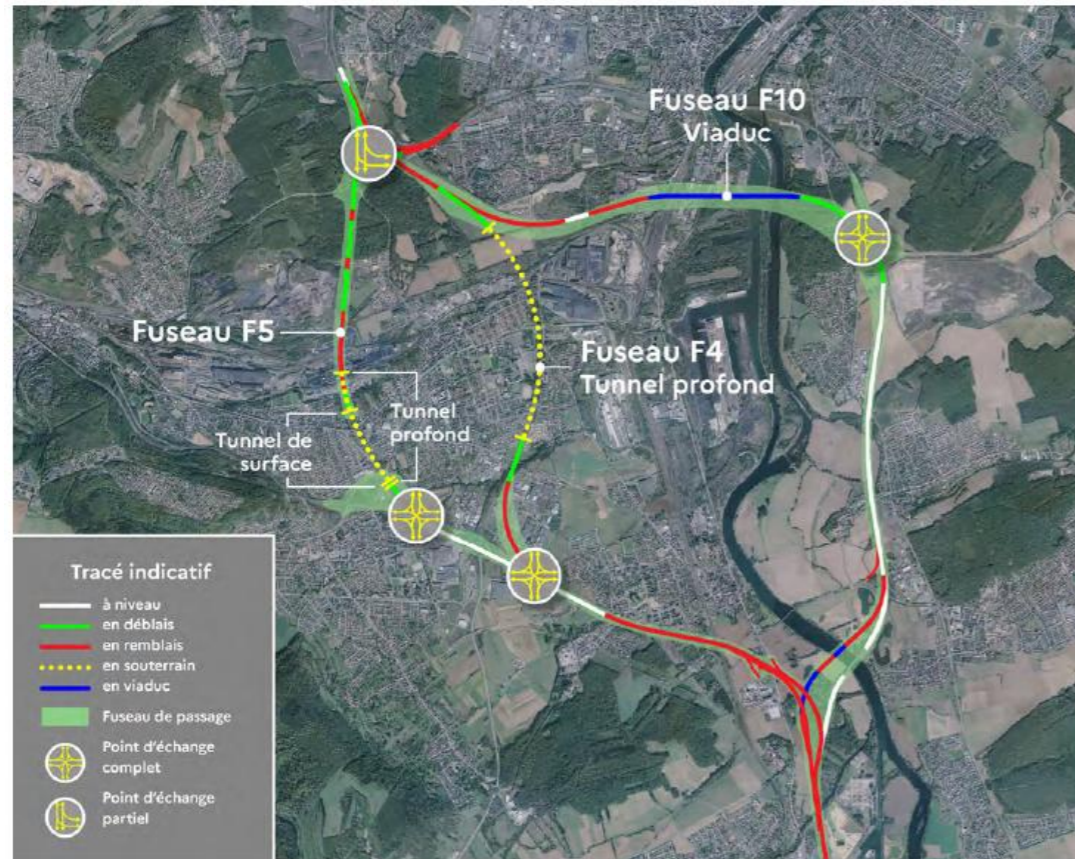 Fuseau F10
Viaduc
Fuseau F5
Fuseau F4
Tunnel profond
Tunnel
profond
Tunnel de
surface
Tracé indicatif
à niveau
en déblais
en remblais
en souterrain
en viaduc
Fuseau de passage
Point d'échange
complet
Point d'échange
partiel